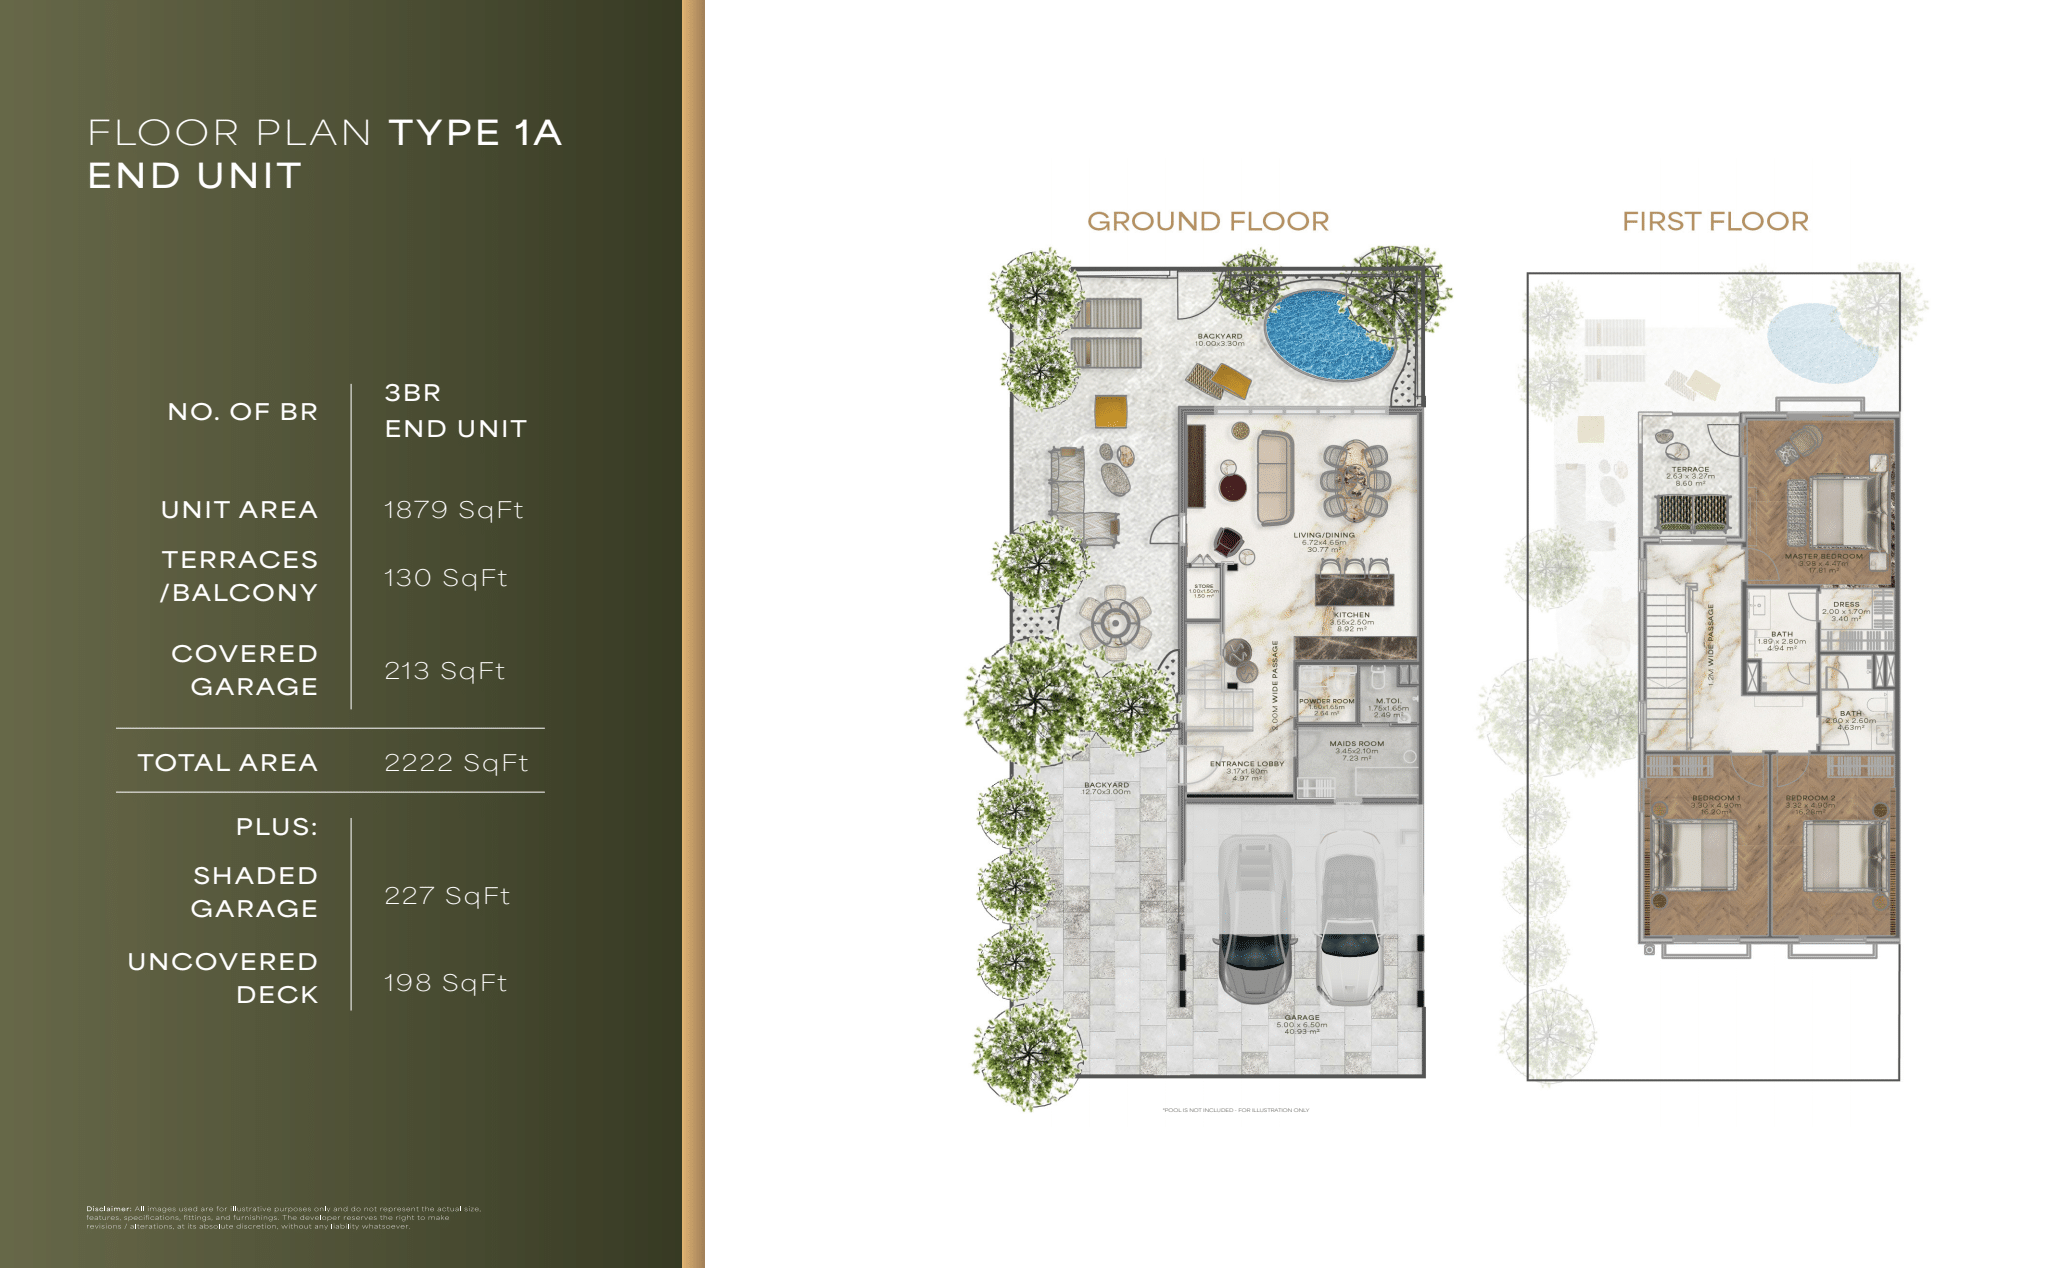 FLOOR PLAN TYPE 1A
END UNIT
NO. OF BR
3BR
END UNIT
UNIT AREA
1879 SqFt
TERRACES
/BALCONY
130 SqFt
COVERED
GARAGE
213 SqFt
TOTAL AREA
2222 SqFt
PLUS:
SHADED
GARAGE
227 SqFt
UNCOVERED
DECK
198 SqFt
Disclaimer: All images used are for illustrative purposes only and do not represent the actual size,
features, specifications, fittings, and furnishings. The developer reserves the right to make
revisions / alterations, at its absolute discretion, without any liability whatsoever.
GROUND FLOOR
BACKYARD
10.00x3.30m
LIVING/DINING
30.77 m²
STORE
1.00x1.50m
1.50 m²
KITCHEN
3.55x2.50m
8.92 m²
2.00M WIDE PASSAGE
POWDER ROOM
1.60x1.65m
2.64 m²
M.TOI.
1.75x1.65m
2.49 m²
MAIDS ROOM
3.45x2.10m
7.23 m²
ENTRANCE LOBBY
3.17x1.80m
4.97 m²
BACKYARD
12.70x3.00m
GARAGE
5.00 x 6.50m
40.93 m²
*POOL IS NOT INCLUDED - FOR ILLUSTRATION ONLY
FIRST FLOOR
TERRACE
2.63 x 3.27m
8.60 m²
MASTER BEDROOM
3.98 x 4.47m
17.81 m²
DRESS
2.00 x 1.70m
3.40 m²
BATH
1.89 x 2.80m
4.94 m²
1.2M WIDE PASSAGE
BATH
2.00 x 2.60m
4.63m²
BEDROOM 1
3.30 x 4.90m
16.20m²
BEDROOM 2
3.32 x 4.90m